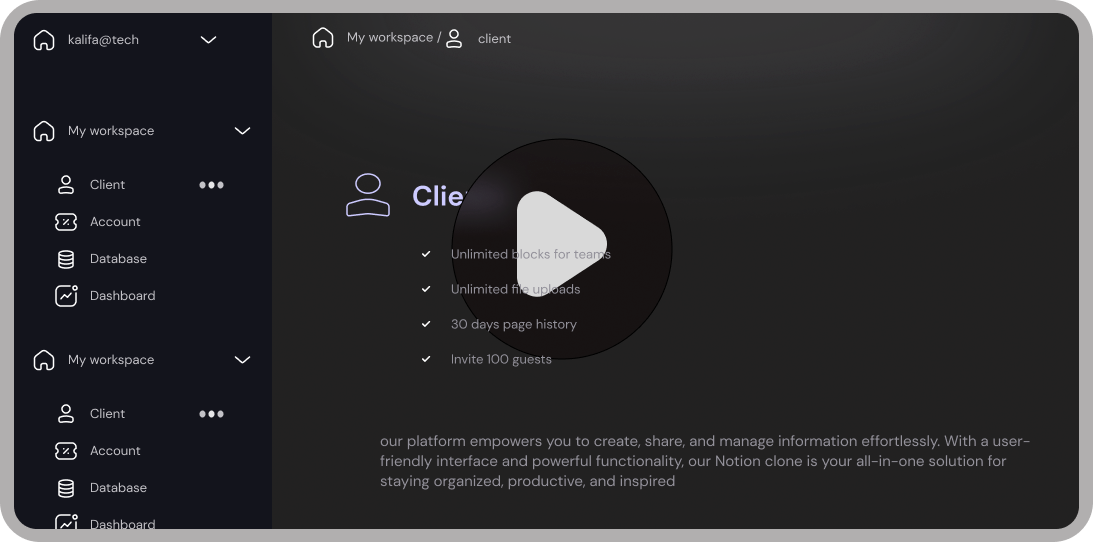 kalifa@tech
My workspace
Client
Account
Database
Dashboard
My workspace
Client
Account
Database
Dashboard
My workspace / client
Unlimited blocks for teams
Unlimited file uploads
30 days page history
Invite 100 guests
our platform empowers you to create, share, and manage information effortlessly. With a user-
friendly interface and powerful functionality, our Notion clone is your all-in-one solution for
staying organized, productive, and inspired